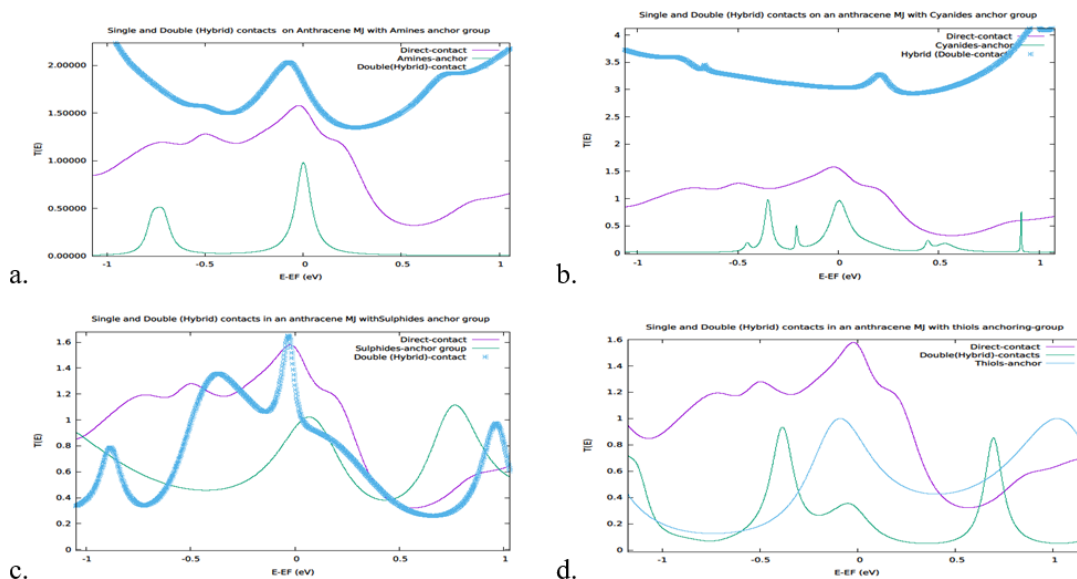 Single and Double (Hybrid) contacts on Anthracene MJ with Amines anchor group
Direct-contact
Amines-anchor
Double(Hybrid)-contact
2.00000
1.50000
1.00000
0.50000
0.00000
T(E)
-1 -0.5 0 0.5 1
E-EF (eV)
a.
Single and Double (Hybrid) contacts on an anthracene MJ with Cyanides anchor group
Direct-contact
Cyanides-anchor
Hybrid (Double-contact
4
3.5
3
2.5
2
1.5
1
0.5
0
T(E)
-1 -0.5 0 0.5 1
E-EF (eV)
b.
Single and Double (Hybrid) contacts in an anthracene MJ withSulphides anchor group
Direct-contact
Sulphides-anchor group
Double (Hybrid)-contact
1.6
1.4
1.2
1
0.8
0.6
0.4
0.2
0
T(E)
-1 -0.5 0 0.5 1
E-EF (eV)
c.
Single and Double (Hybrid) contacts in an anthracene MJ with thiols anchoring-group
Direct-contact
Double(Hybrid)-contacts
Thiols-anchor
1.6
1.4
1.2
1
0.8
0.6
0.4
0.2
0
T(E)
-1 -0.5 0 0.5 1
E-EF (eV)
d.